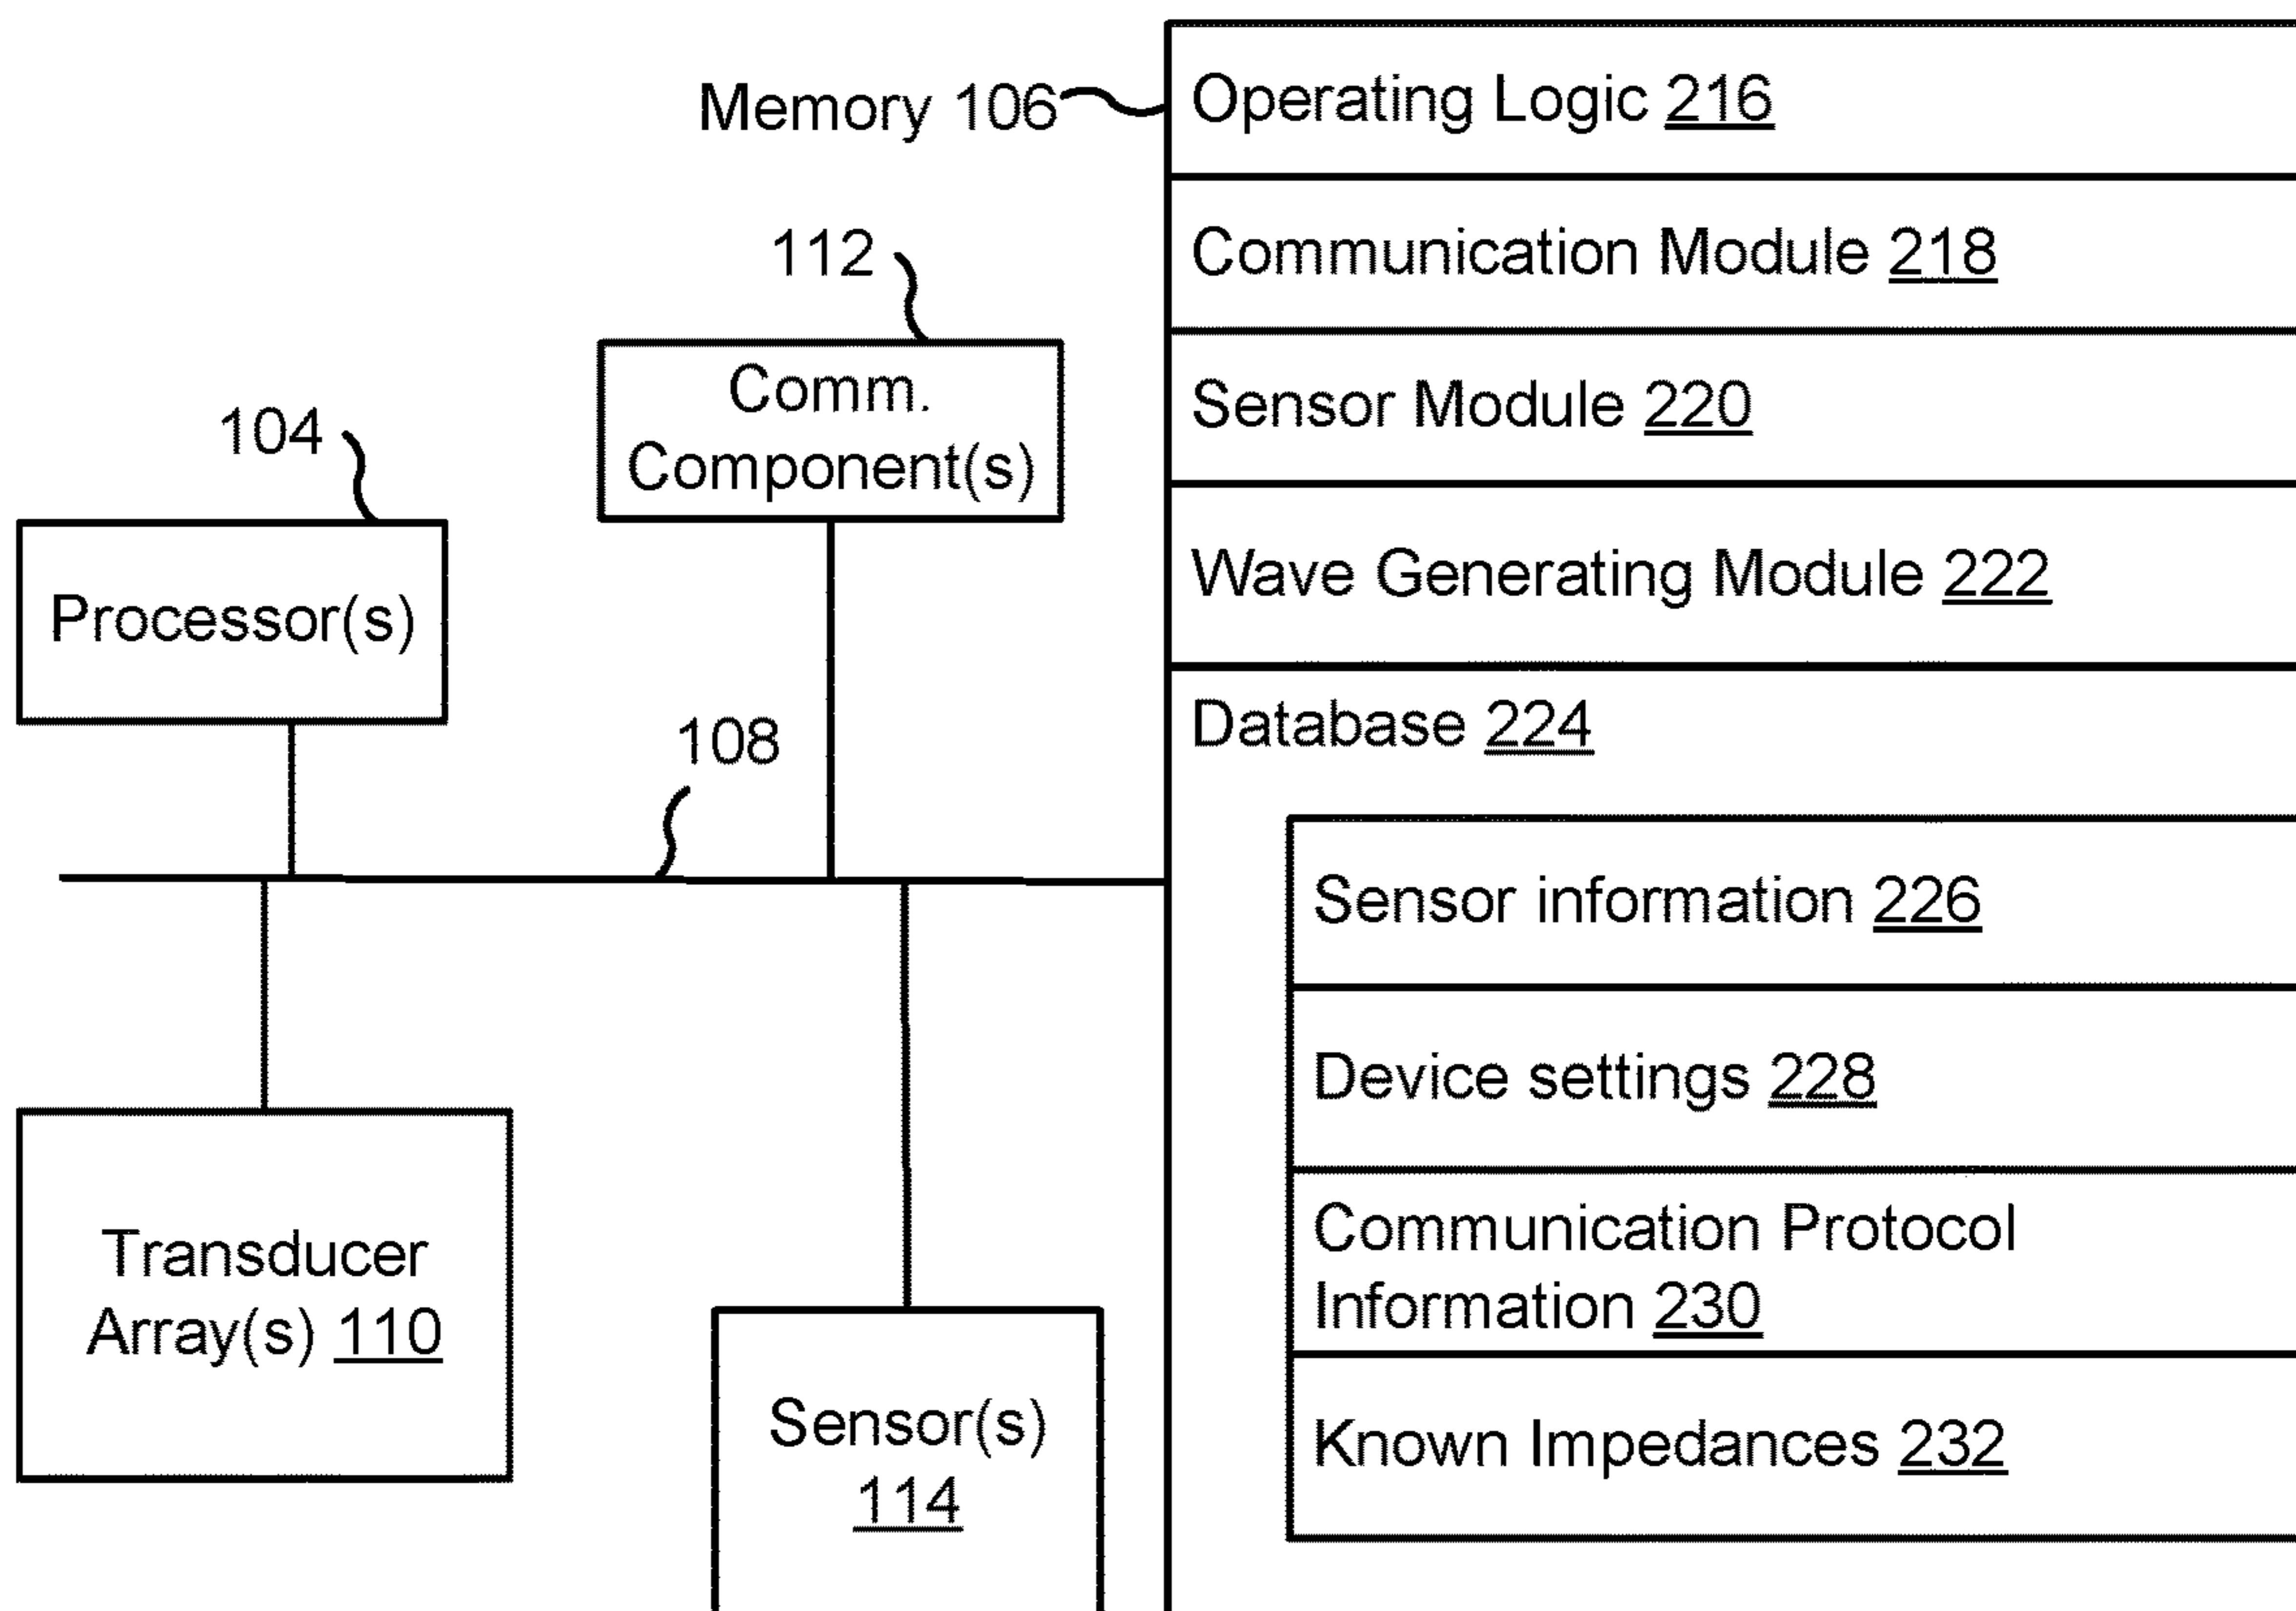 Memory 106
Operating Logic 216
Communication Module 218
Sensor Module 220
Wave Generating Module 222
Database 224
Sensor information 226
Device settings 228
Communication Protocol
Information 230
Known Impedances 232
112
Comm.
Component(s)
104
Processor(s)
108
Transducer
Array(s) 110
Sensor(s)
114